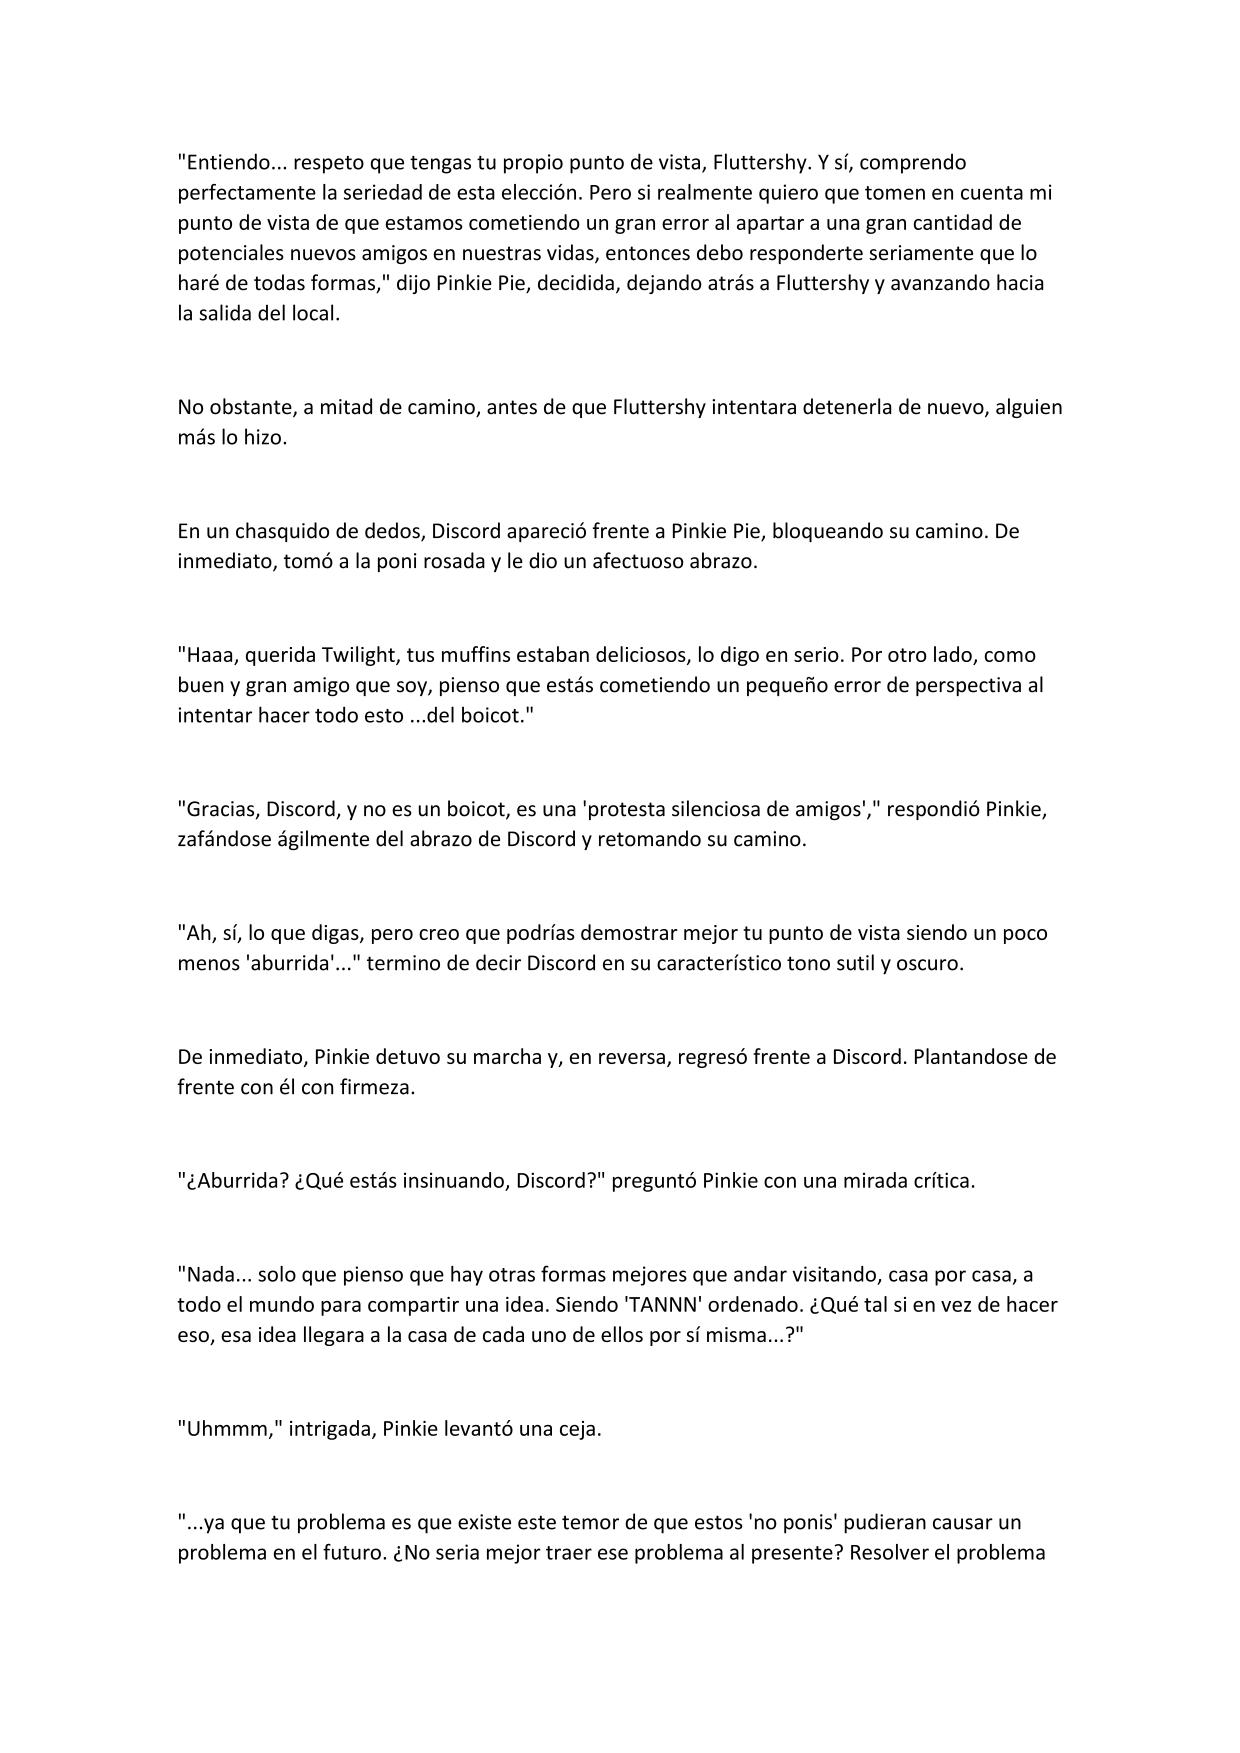 "Entiendo... respeto que tengas tu propio punto de vista, Fluttershy. Y sí, comprendo
perfectamente la seriedad de esta elección. Pero si realmente quiero que tomen en cuenta mi
punto de vista de que estamos cometiendo un gran error al apartar a una gran cantidad de
potenciales nuevos amigos en nuestras vidas, entonces debo responderte seriamente que lo
haré de todas formas," dijo Pinkie Pie, decidida, dejando atrás a Fluttershy y avanzando hacia
la salida del local.
No obstante, a mitad de camino, antes de que Fluttershy intentara detenerla de nuevo, alguien
más lo hizo.
En un chasquido de dedos, Discord apareció frente a Pinkie Pie, bloqueando su camino. De
inmediato, tomó a la poni rosada y le dio un afectuoso abrazo.
"Haaa, querida Twilight, tus muffins estaban deliciosos, lo digo en serio. Por otro lado, como
buen y gran amigo que soy, pienso que estás cometiendo un pequeño error de perspectiva al
intentar hacer todo esto ...del boicot."
"Gracias, Discord, y no es un boicot, es una 'protesta silenciosa de amigos'," respondió Pinkie,
zafándose ágilmente del abrazo de Discord y retomando su camino.
"Ah, sí, lo que digas, pero creo que podrías demostrar mejor tu punto de vista siendo un poco
menos 'aburrida'..." termino de decir Discord en su característico tono sutil y oscuro.
De inmediato, Pinkie detuvo su marcha y, en reversa, regresó frente a Discord. Plantandose de
frente con él con firmeza.
"¿Aburrida? ¿Qué estás insinuando, Discord?" preguntó Pinkie con una mirada crítica.
"Nada... solo que pienso que hay otras formas mejores que andar visitando, casa por casa, a
todo el mundo para compartir una idea. Siendo 'TANNN' ordenado. ¿Qué tal si en vez de hacer
eso, esa idea llegara a la casa de cada uno de ellos por sí misma...?"
"Uhmmm," intrigada, Pinkie levantó una ceja.
"...ya que tu problema es que existe este temor de que estos 'no ponis' pudieran causar un
problema en el futuro. ¿No seria mejor traer ese problema al presente? Resolver el problema